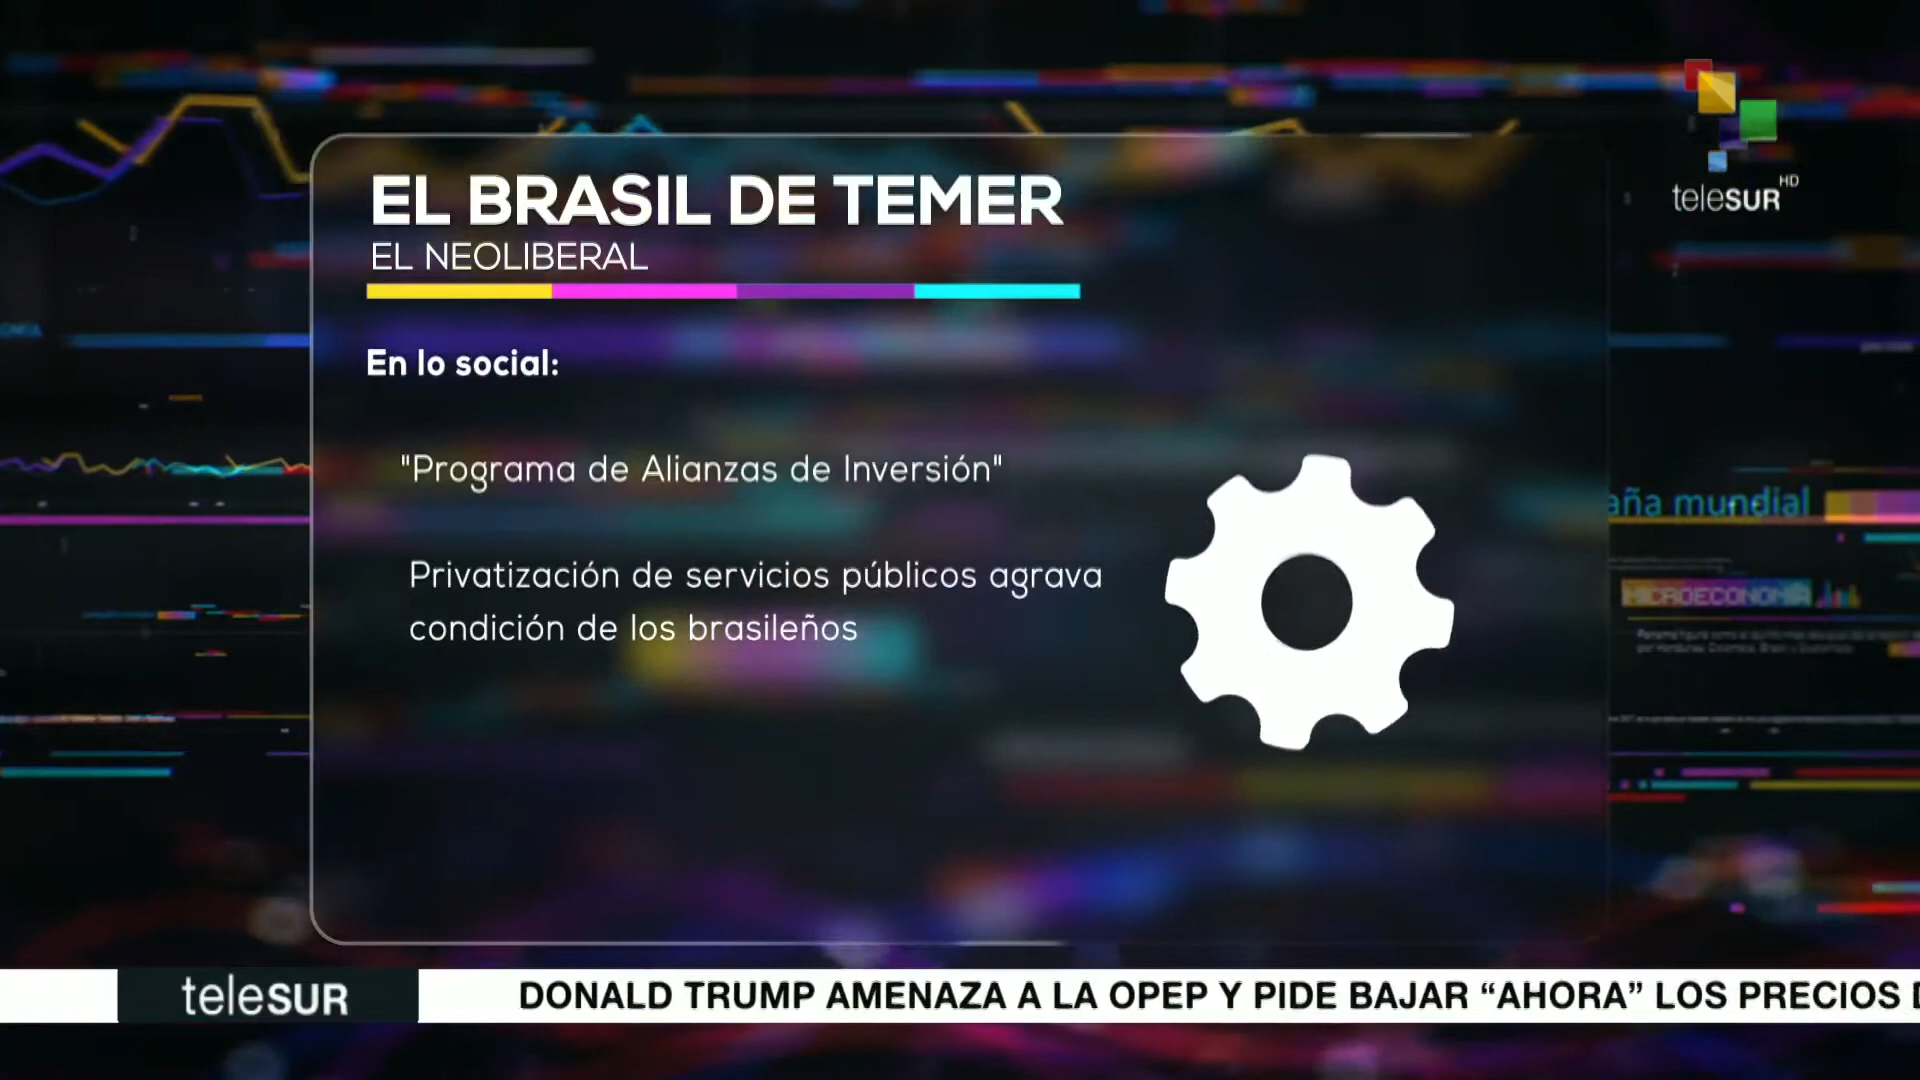 EL BRASIL DE TEMER
EL NEOLIBERAL
teleSUR HD
En lo social:
"Programa de Alianzas de Inversión"
aña mundial
Privatización de servicios públicos agrava
condición de los brasileños
MICROECONOMÍA
teleSUR
DONALD TRUMP AMENAZA A LA OPEP Y PIDE BAJAR “AHORA” LOS PRECIOS